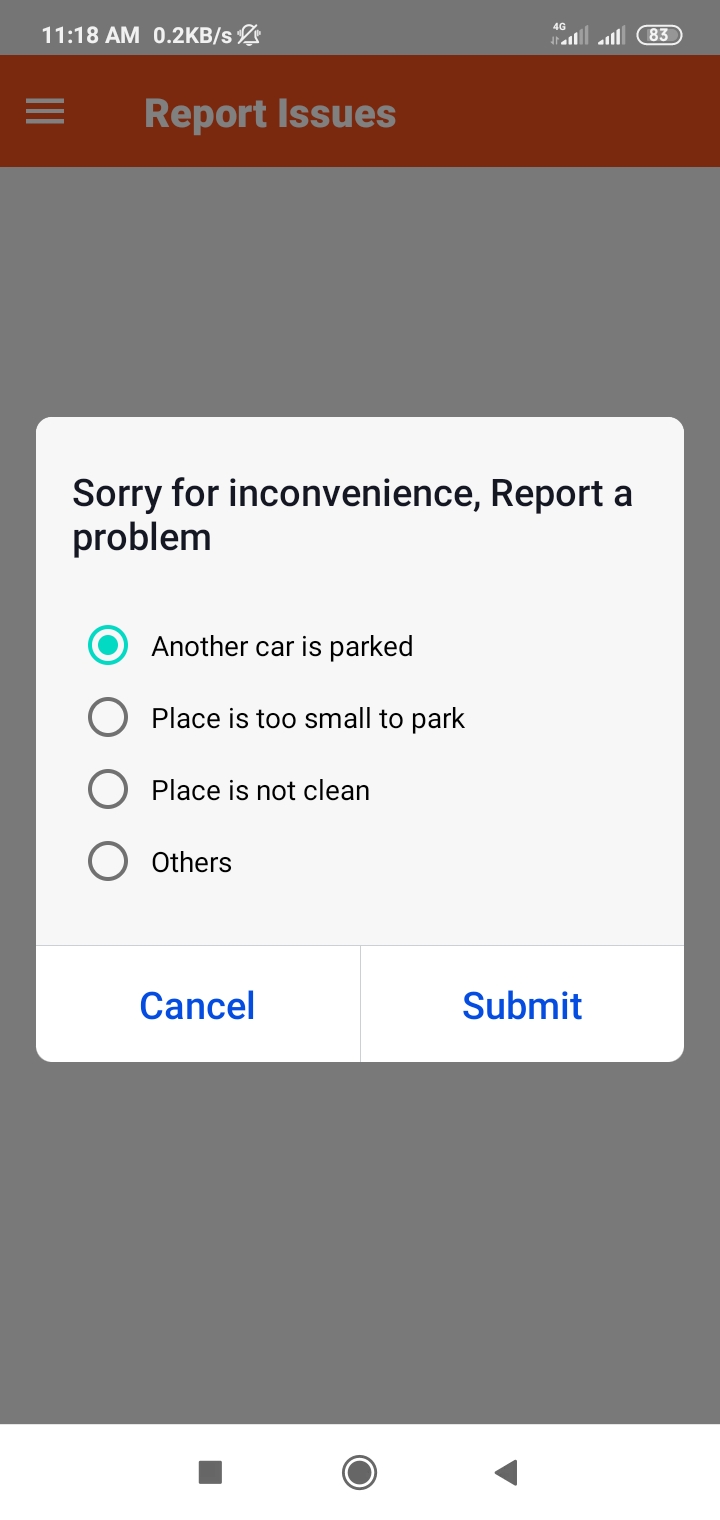 11:18 AM 0.2KB/s 4G 83
Report Issues
Sorry for inconvenience, Report a
problem
Another car is parked
Place is too small to park
Place is not clean
Others
Cancel Submit